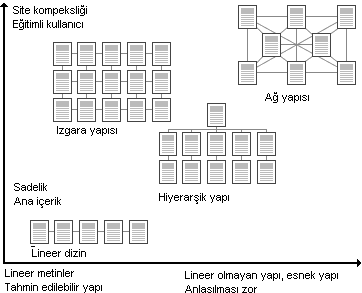 Site kompeksliği
Eğitimli kullanıcı
Ağ yapısı
Izgara yapısı
Hiyerarşik yapı
Sadelik
Ana içerik
Lineer dizin
Lineer metinler
Tahmin edilebilir yapı
Lineer olmayan yapı, esnek yapı
Anlasılması zor